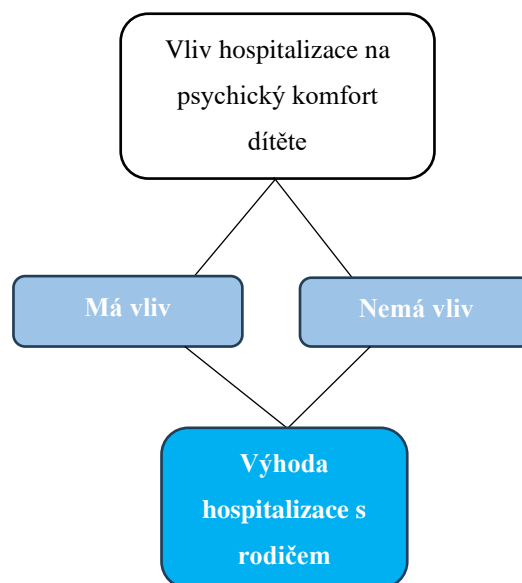 Vliv hospitalizace na
psychický komfort
dítěte
Má vliv
Nemá vliv
Výhoda
hospitalizace s
rodičem